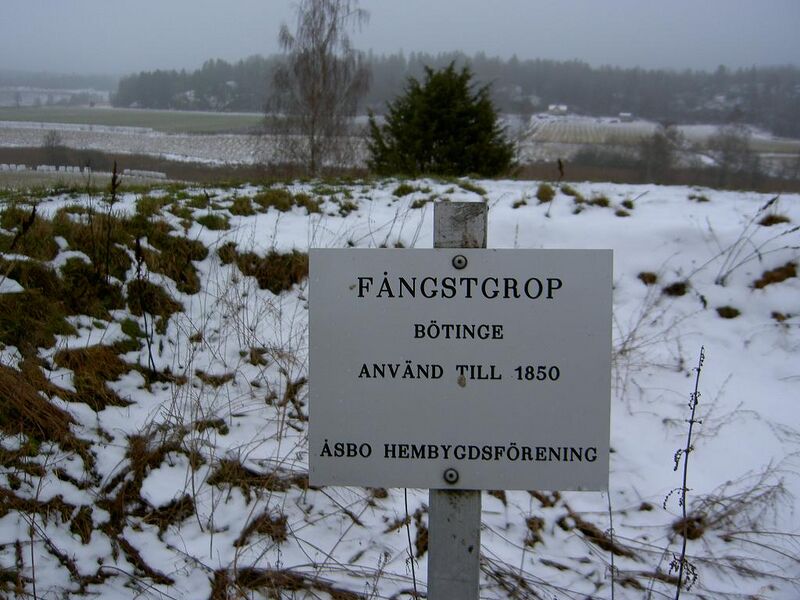 FÅNGSTGROP
BÖTINGE
ANVÄND TILL 1850
ÅSBO HEMBYGDSFÖRENING